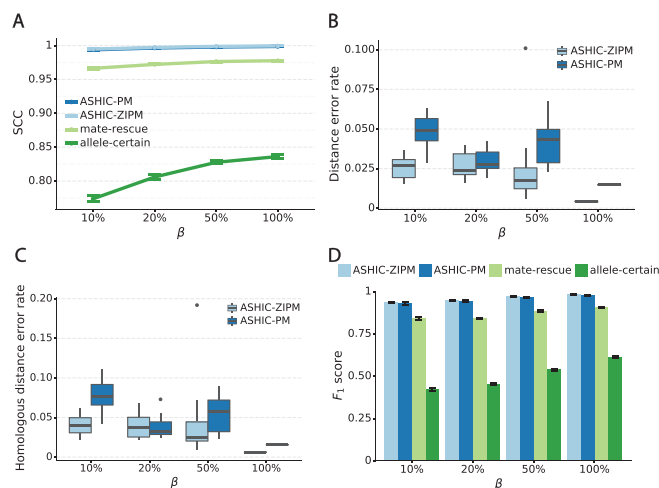 A
1
0.95
0.90
0.85
0.80
SCC
ASHIC-PM
ASHIC-ZIPM
mate-rescue
allele-certain
10%
20%
50%
100%
β
B
0.100
0.075
0.050
0.025
0
Distance error rate
ASHIC-ZIPM
ASHIC-PM
10%
20%
50%
100%
β
C
0.20
0.15
0.10
0.05
0
Homologous distance error rate
ASHIC-ZIPM
ASHIC-PM
10%
20%
50%
100%
β
D
ASHIC-ZIPM
ASHIC-PM
mate-rescue
allele-certain
1
0.75
0.5
0.25
0
F1 score
10%
20%
50%
100%
β